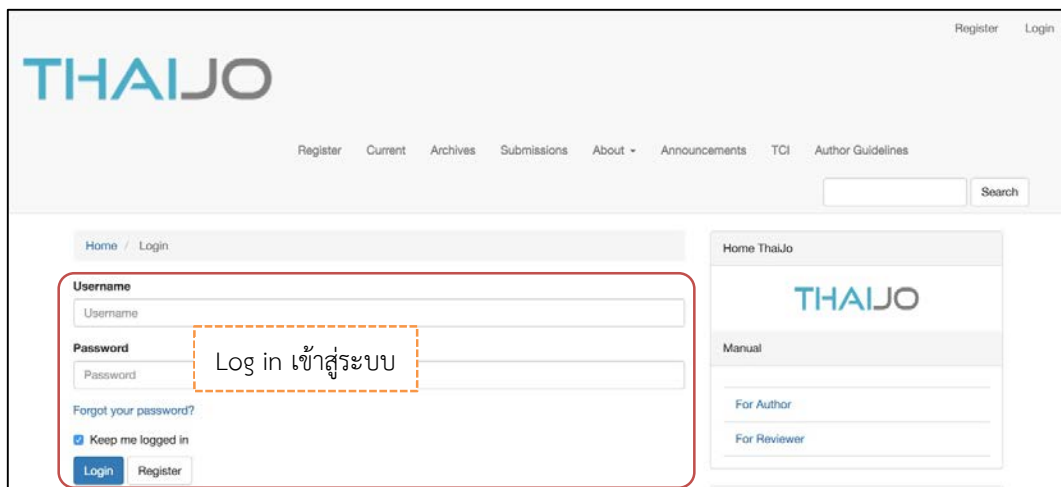 Register Login
THAIJO
Register Current Archives Submissions About Announcements TCI Author Guidelines
Search
Home / Login
Username
Username
Password
Password
Log in เข้าสู่ระบบ
Forgot your password?
Keep me logged in
Login Register
Home ThaiJo
THAIJO
Manual
For Author
For Reviewer